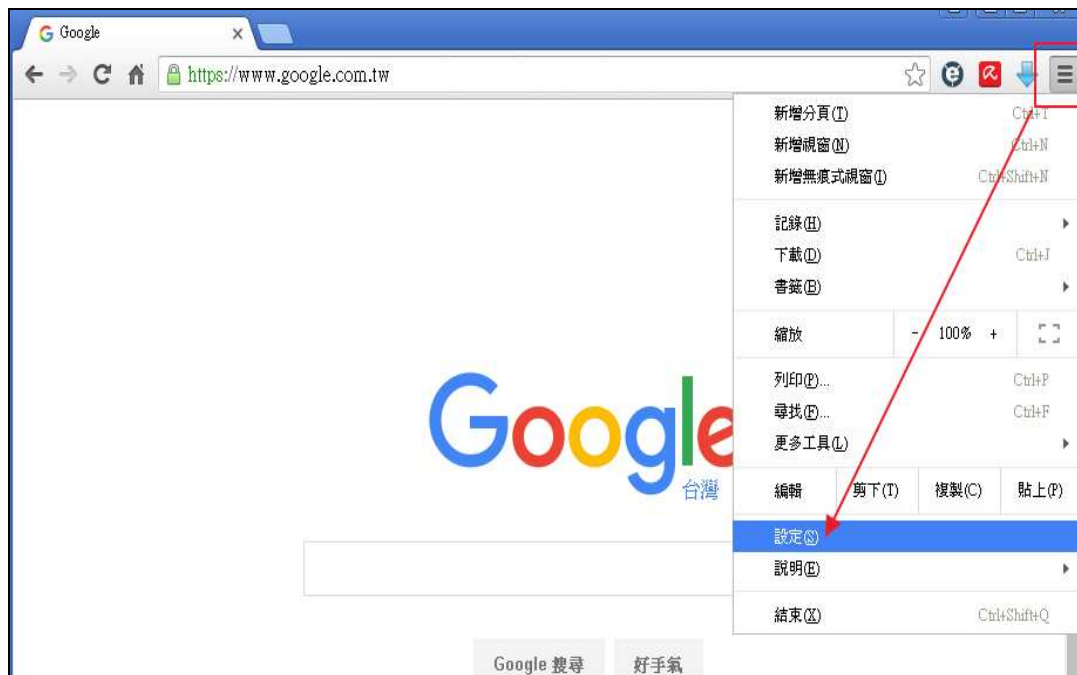 Google
https://www.google.com.tw
新增分頁(T) Ctrl+T
新增視窗(N) Ctrl+N
新增無痕式視窗(I) Ctrl+Shift+N
記錄(H)
下載(D) Ctrl+J
書籤(B)
縮放 - 100% +
列印(P)... Ctrl+P
尋找(F)... Ctrl+F
更多工具(L)
Google
台灣
編輯 剪下(T) 複製(C) 貼上(P)
設定(S)
說明(E)
結束(X) Ctrl+Shift+Q
Google 搜尋 好手氣